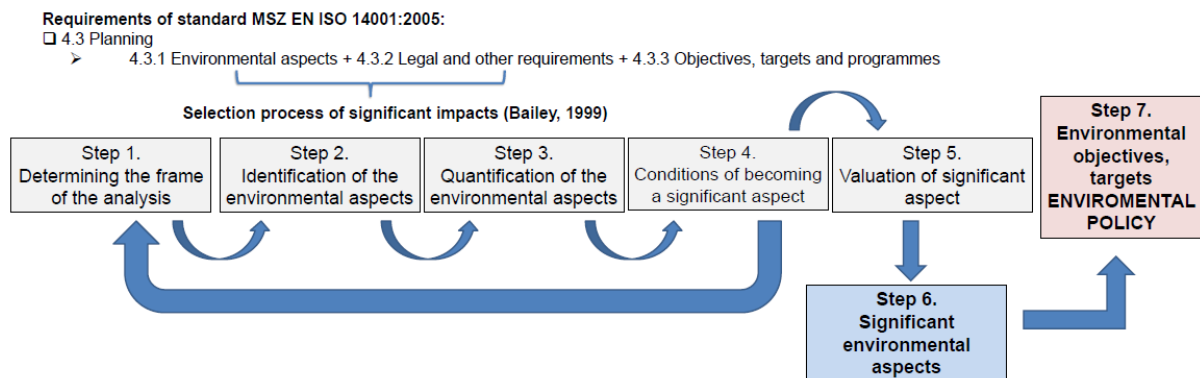 Requirements of standard MSZ EN ISO 14001:2005:
❑ 4.3 Planning
➢ 4.3.1 Environmental aspects + 4.3.2 Legal and other requirements + 4.3.3 Objectives, targets and programmes
Selection process of significant impacts (Bailey, 1999)
Step 1.
Determining the frame
of the analysis
Step 2.
Identification of the
environmental aspects
Step 3.
Quantification of the
environmental aspects
Step 4.
Conditions of becoming
a significant aspect
Step 5.
Valuation of significant
aspect
Step 6.
Significant
environmental
aspects
Step 7.
Environmental
objectives,
targets
ENVIROMENTAL
POLICY